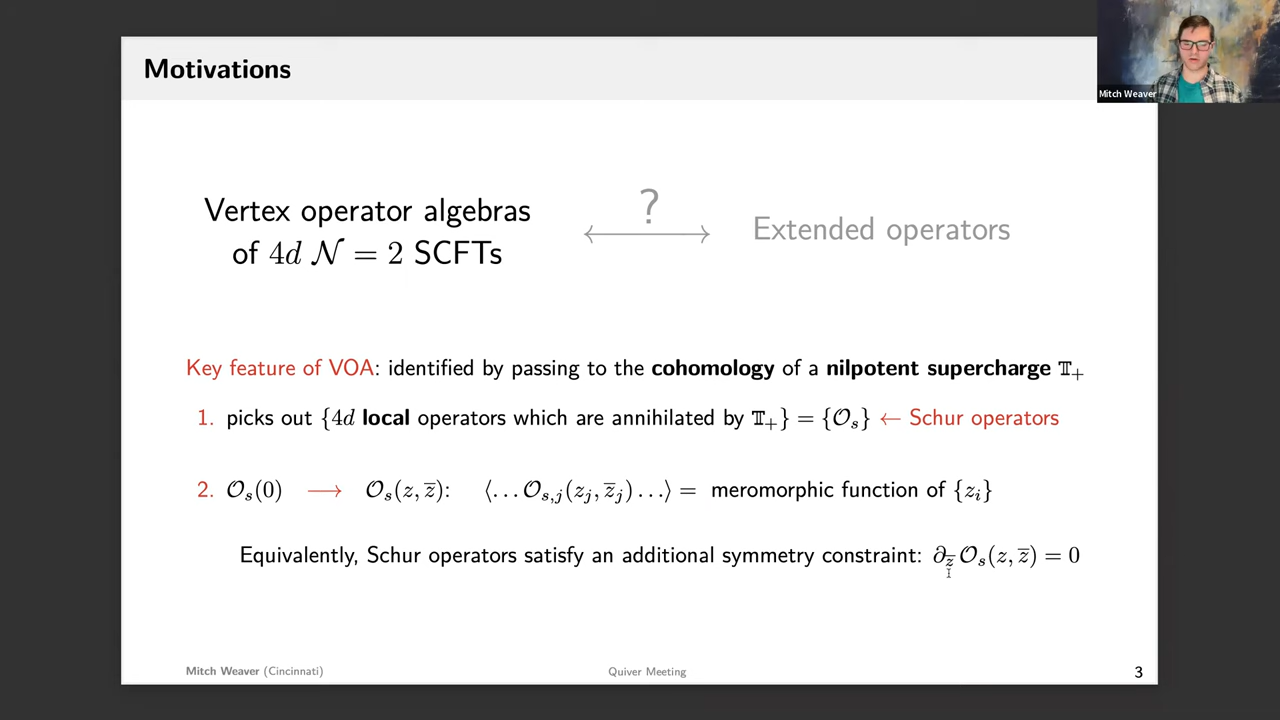 Motivations
Mitch Weaver
Vertex operator algebras
of 4d 𝒩 = 2 SCFTs
?
⟷
Extended operators
Key feature of VOA: identified by passing to the cohomology of a nilpotent supercharge 𝕋₊
1. picks out {4d local operators which are annihilated by 𝕋₊} = {𝒪ₛ} ← Schur operators
2. 𝒪ₛ(0) ⟶ 𝒪ₛ(z, z̅): ⟨…𝒪ₛ,ⱼ(zⱼ, z̅ⱼ)…⟩ = meromorphic function of {zᵢ}
Equivalently, Schur operators satisfy an additional symmetry constraint: ∂_z̅ 𝒪ₛ(z, z̅) = 0
Mitch Weaver (Cincinnati)
Quiver Meeting
3